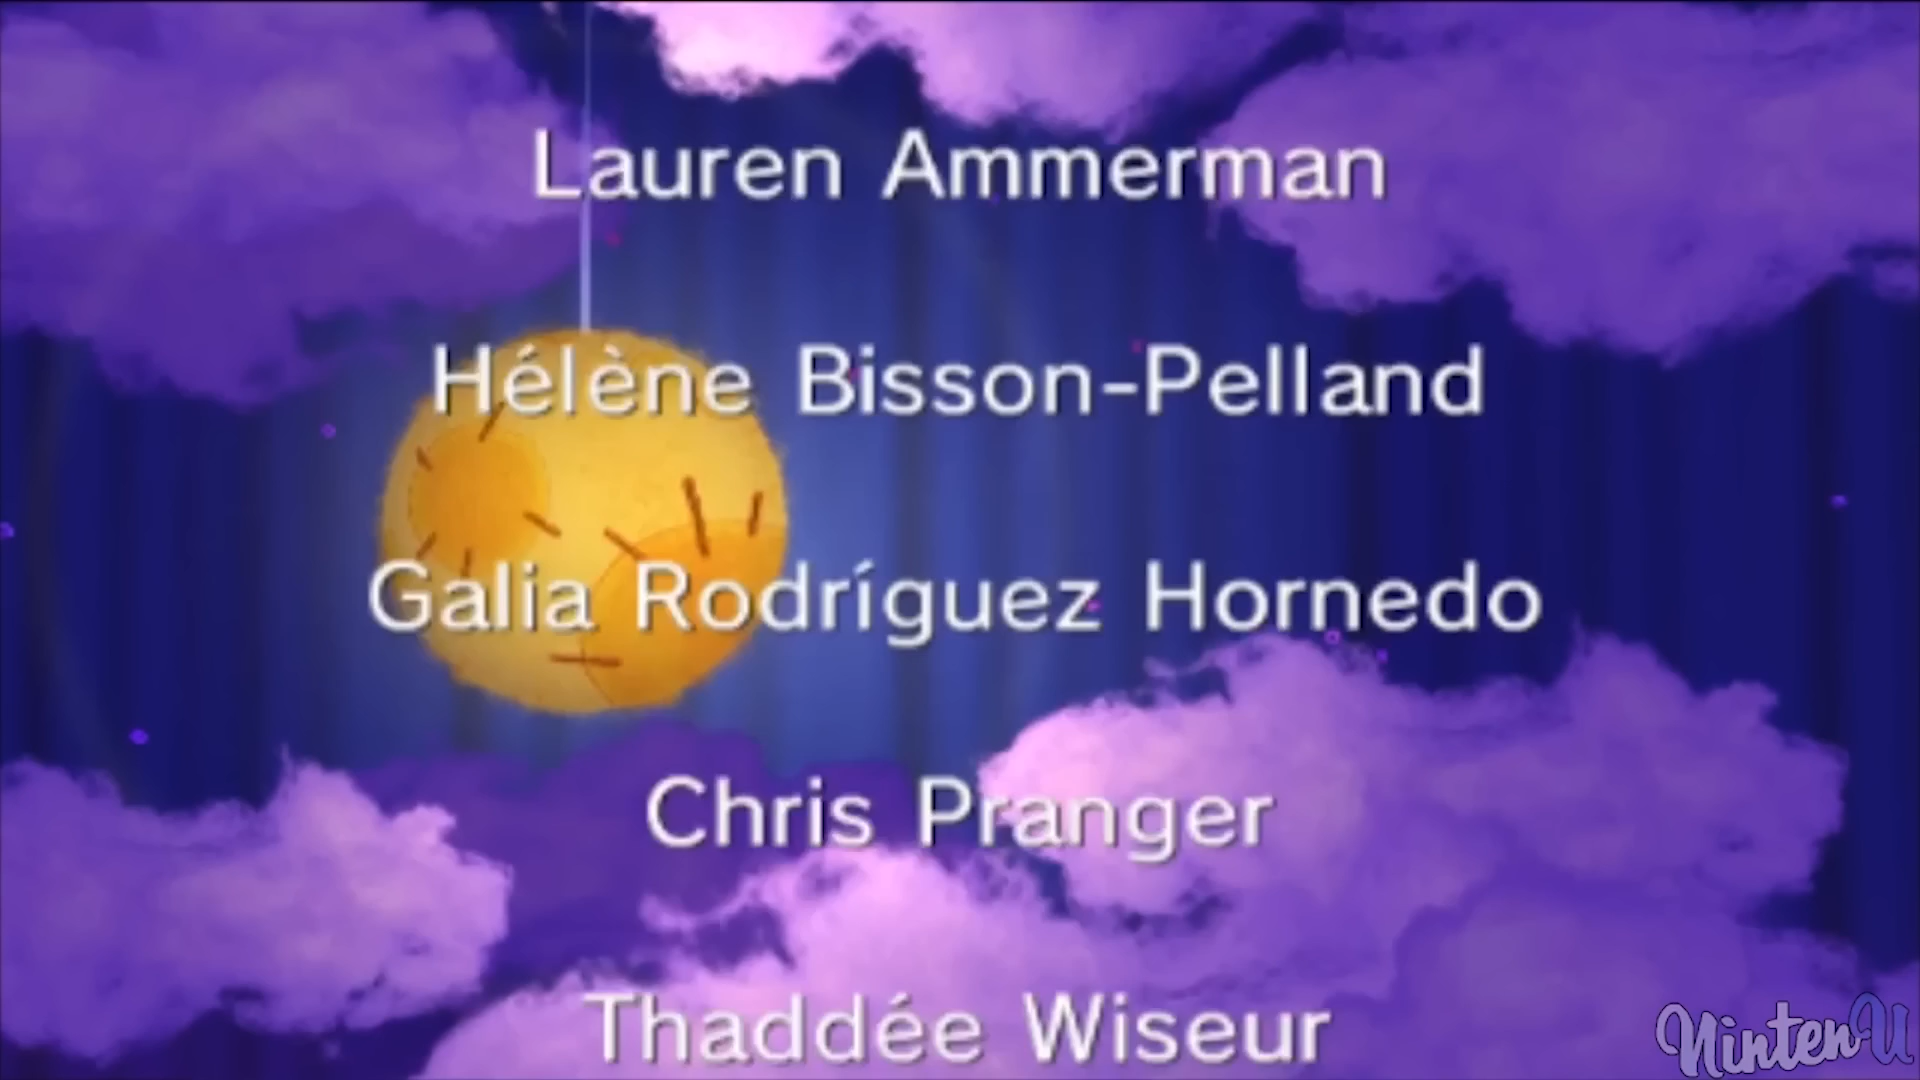 Lauren Ammerman
Hélène Bisson-Pelland
Galia Rodríguez Hornedo
Chris Pranger
Thaddée Wiseur
NintenU